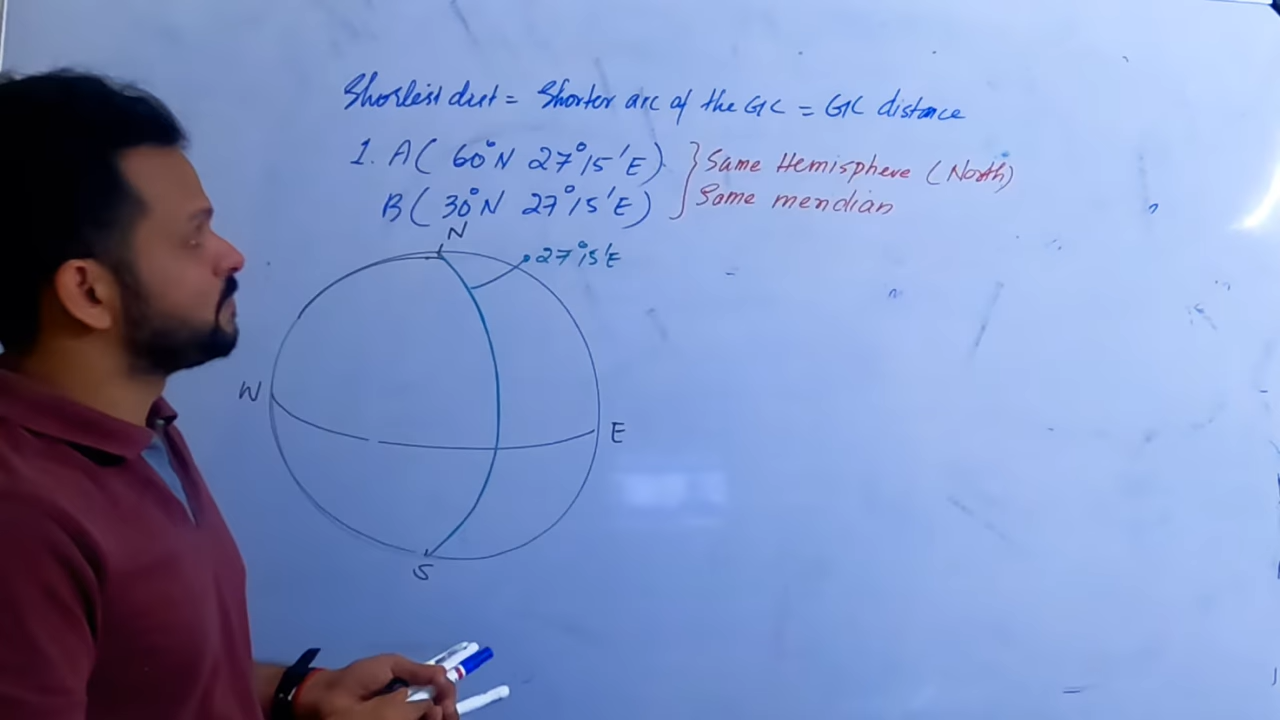 Shortest dist = Shorter arc of the GC = GC distance
1. A ( 60°N 27°15'E ) } Same Hemisphere (North)
B ( 30°N 27°15'E ) Same meridian
N
27°15'E
W
E
S